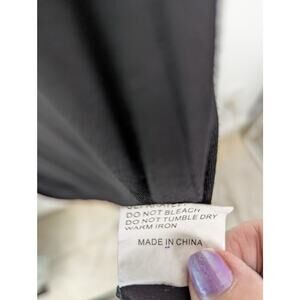 DO NOT BLEACH
DO NOT TUMBLE DRY
WARM IRON
MADE IN CHINA